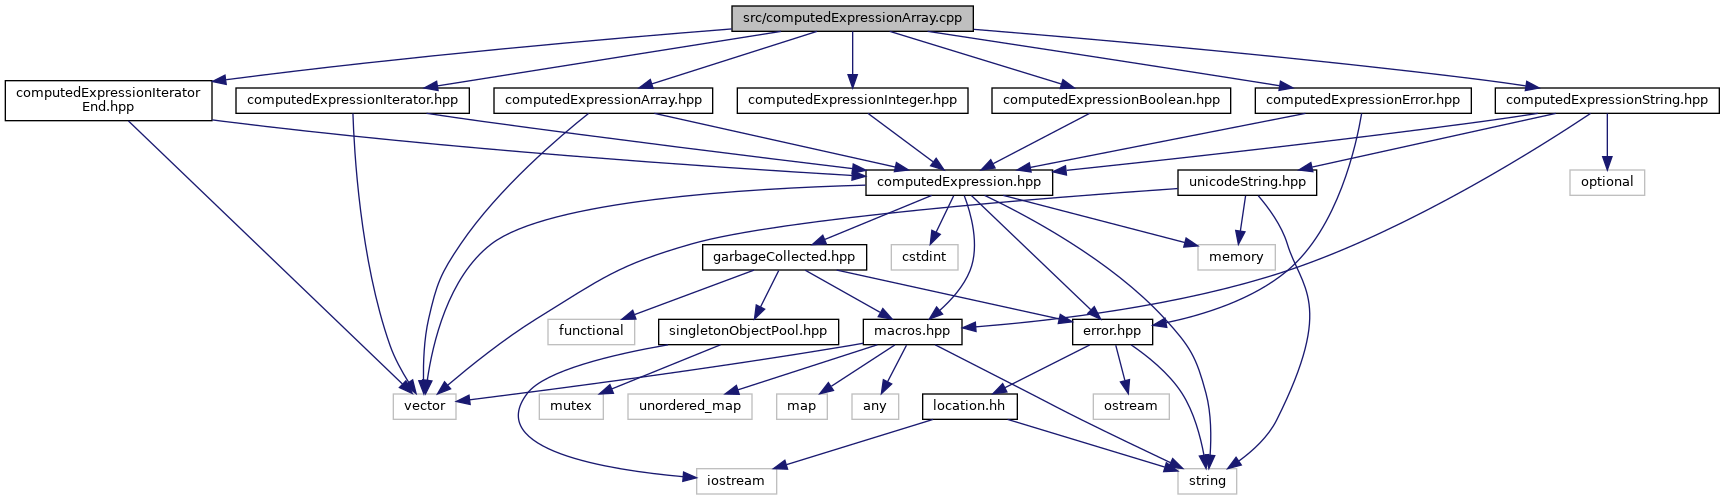 src/computedExpressionArray.cpp
computedExpressionIterator
End.hpp
computedExpressionIterator.hpp
computedExpressionArray.hpp
computedExpressionInteger.hpp
computedExpressionBoolean.hpp
computedExpressionError.hpp
computedExpressionString.hpp
computedExpression.hpp
unicodeString.hpp
optional
garbageCollected.hpp
cstdint
memory
functional
singletonObjectPool.hpp
macros.hpp
error.hpp
vector
mutex
unordered_map
map
any
location.hh
ostream
iostream
string